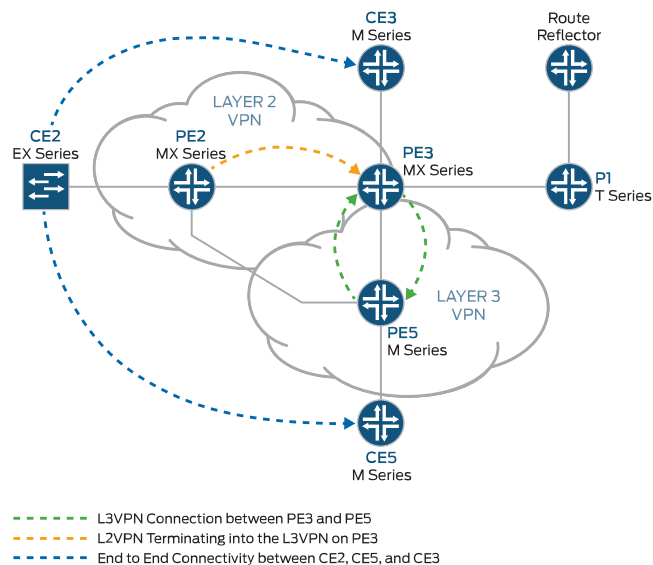 CE3
M Series
Route
Reflector
LAYER 2
VPN
CE2
EX Series
PE2
MX Series
PE3
MX Series
P1
T Series
LAYER 3
VPN
PE5
M Series
CE5
M Series
L3VPN Connection between PE3 and PE5
L2VPN Terminating into the L3VPN on PE3
End to End Connectivity between CE2, CE5, and CE3